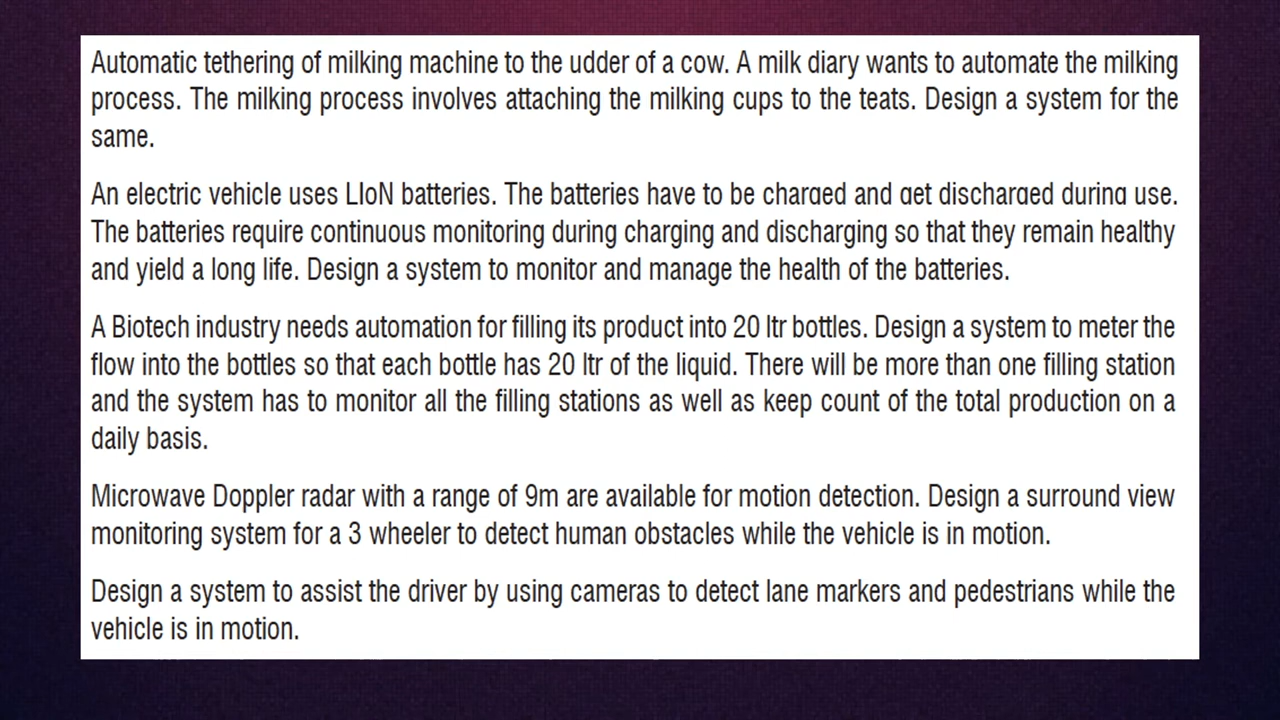 Automatic tethering of milking machine to the udder of a cow. A milk diary wants to automate the milking
process. The milking process involves attaching the milking cups to the teats. Design a system for the
same.
An electric vehicle uses LIoN batteries. The batteries have to be charged and get discharged during use.
The batteries require continuous monitoring during charging and discharging so that they remain healthy
and yield a long life. Design a system to monitor and manage the health of the batteries.
A Biotech industry needs automation for filling its product into 20 ltr bottles. Design a system to meter the
flow into the bottles so that each bottle has 20 ltr of the liquid. There will be more than one filling station
and the system has to monitor all the filling stations as well as keep count of the total production on a
daily basis.
Microwave Doppler radar with a range of 9m are available for motion detection. Design a surround view
monitoring system for a 3 wheeler to detect human obstacles while the vehicle is in motion.
Design a system to assist the driver by using cameras to detect lane markers and pedestrians while the
vehicle is in motion.